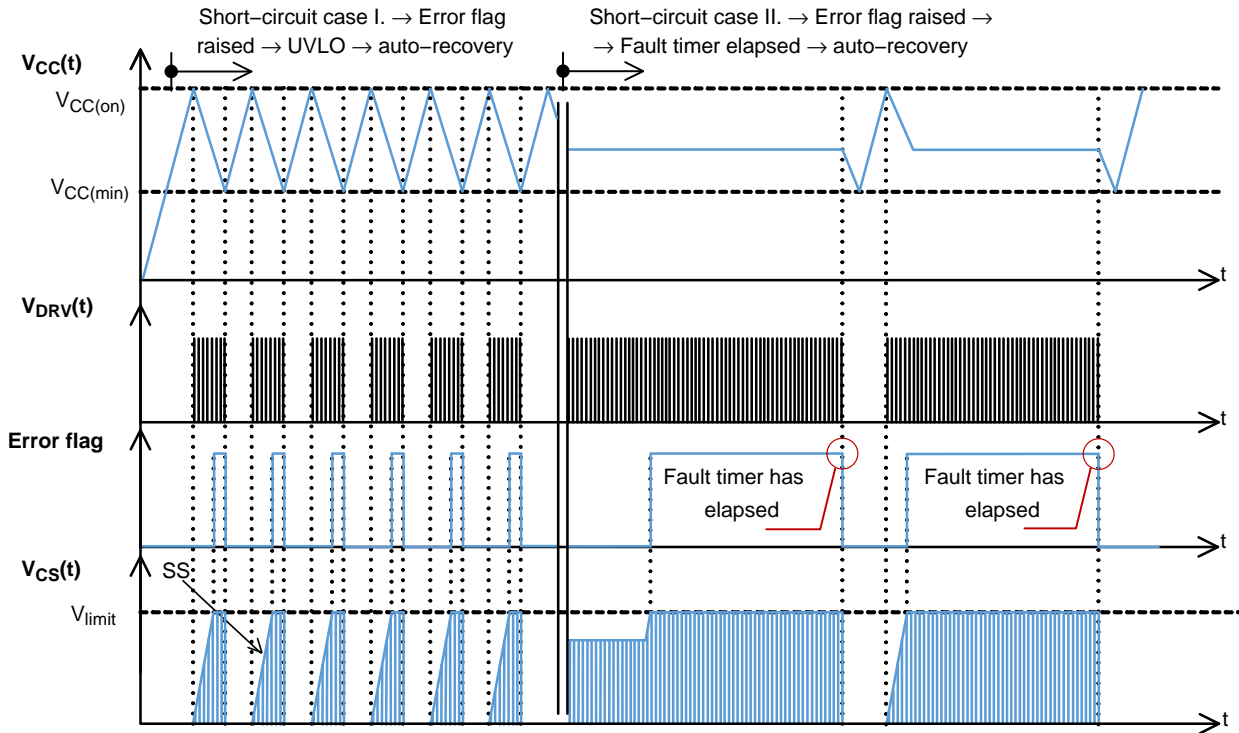 Short−circuit case I. → Error flag
raised → UVLO → auto−recovery
Short−circuit case II. → Error flag raised →
→ Fault timer elapsed → auto−recovery
VCC(t)
VCC(on)
VCC(min)
t
VDRV(t)
t
Error flag
Fault timer has
elapsed
Fault timer has
elapsed
t
VCS(t)
SS
Vlimit
t